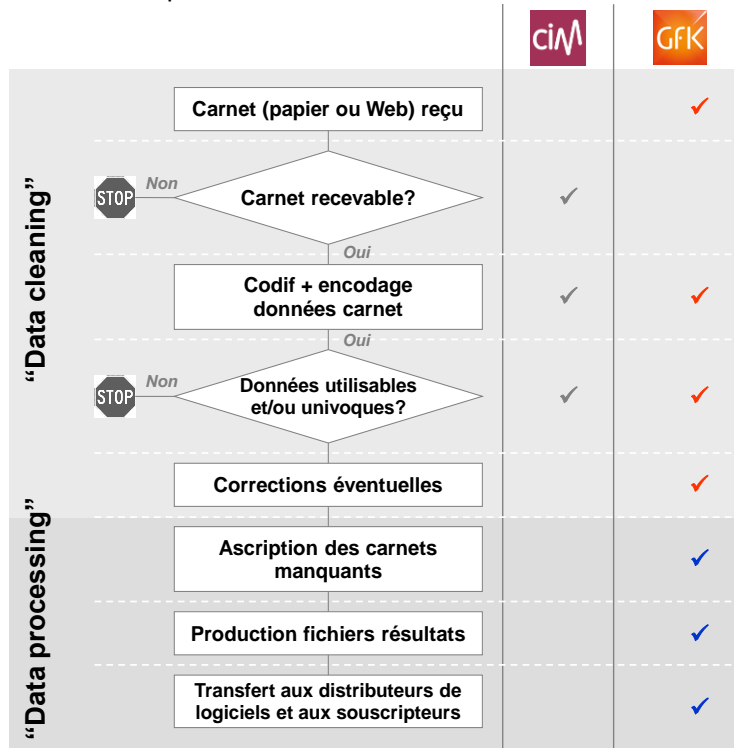 CiM
GfK
Carnet (papier ou Web) reçu
Non
STOP
Carnet recevable?
Oui
Codif + encodage
données carnet
Oui
Non
STOP
Données utilisables
et/ou univoques?
Corrections éventuelles
Ascription des carnets
manquants
Production fichiers résultats
Transfert aux distributeurs de
logiciels et aux souscripteurs
“Data cleaning”
“Data processing”